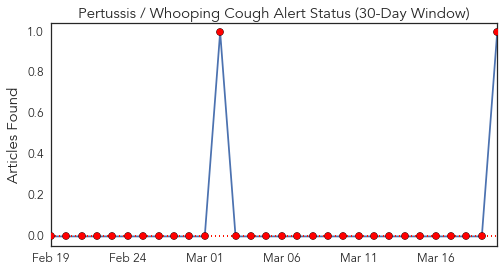 Pertussis / Whooping Cough Alert Status (30-Day Window)
Articles Found
1.0
0.8
0.6
0.4
0.2
0.0
Feb 19 Feb 24 Mar 01 Mar 06 Mar 11 Mar 16